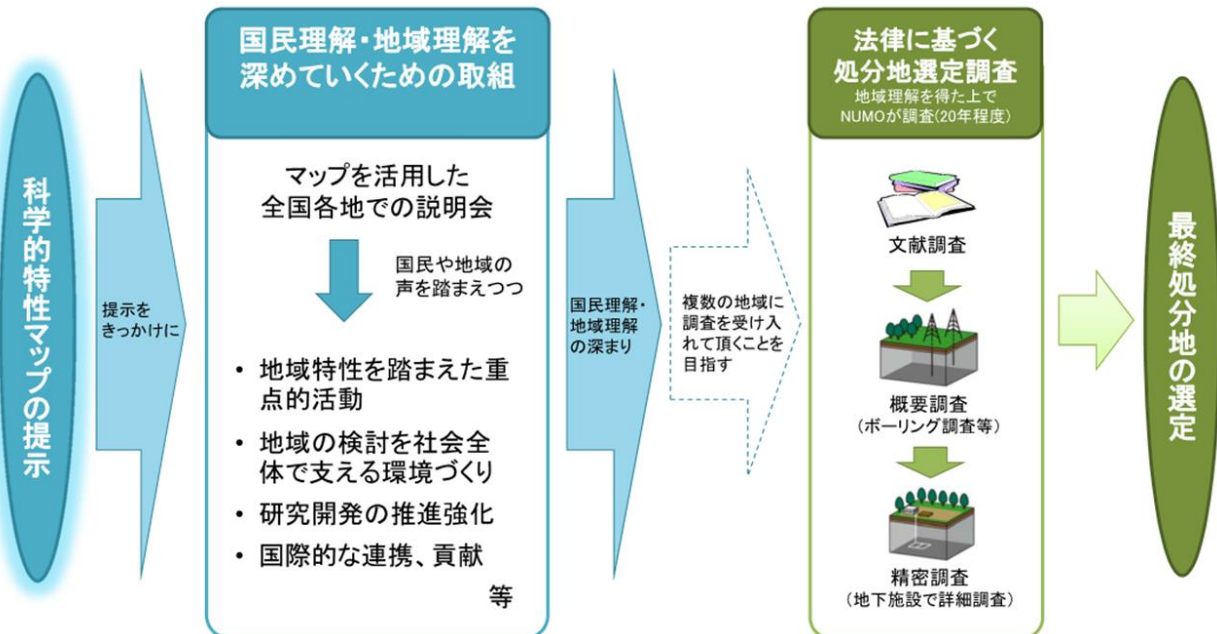 科学的特性マップの提示
提示を
きっかけに
国民理解・地域理解を
深めていくための取組
マップを活用した
全国各地での説明会
国民や地域の
声を踏まえつつ
・ 地域特性を踏まえた重
点的活動
・ 地域の検討を社会全
体で支える環境づくり
・ 研究開発の推進強化
・ 国際的な連携、貢献
等
国民理解・
地域理解
の深まり
複数の地域に
調査を受け入
れて頂くことを
目指す
法律に基づく
処分地選定調査
地域理解を得た上で
NUMOが調査(20年程度)
文献調査
概要調査
(ボーリング調査等)
精密調査
(地下施設で詳細調査)
最終処分地の選定